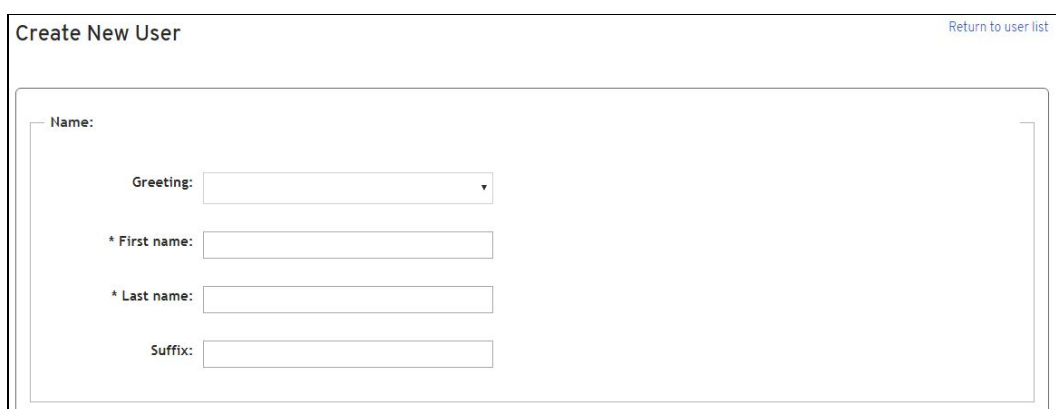 Create New User
Return to user list
Name:
Greeting:
* First name:
* Last name:
Suffix: